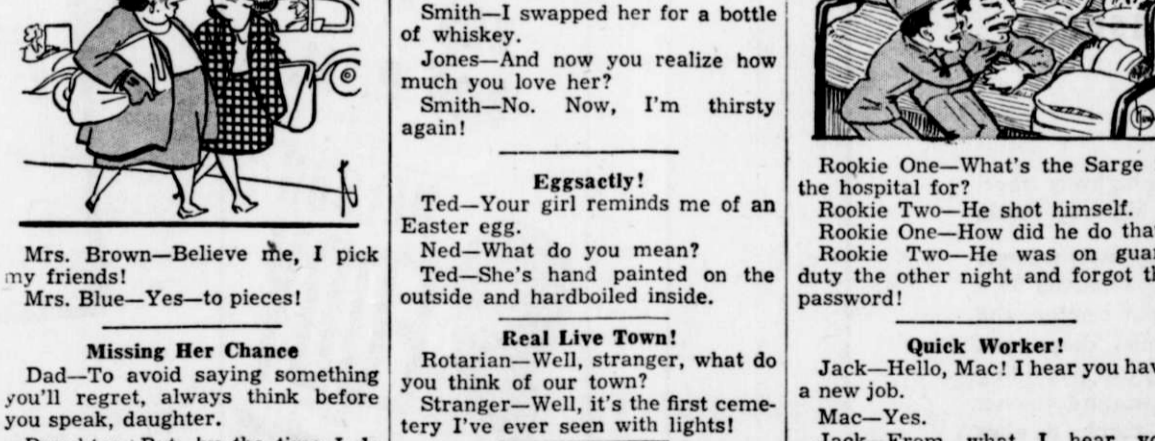 Mrs. Brown—Believe me, I pick
my friends!
Mrs. Blue—Yes—to pieces!
Missing Her Chance
Dad—To avoid saying something
you'll regret, always think before
you speak, daughter.
Smith—I swapped her for a bottle
of whiskey.
Jones—And now you realize how
much you love her?
Smith—No. Now, I'm thirsty
again!
Eggsactly!
Ted—Your girl reminds me of an
Easter egg.
Ned—What do you mean?
Ted—She's hand painted on the
outside and hardboiled inside.
Real Live Town!
Rotarian—Well, stranger, what do
you think of our town?
Stranger—Well, it's the first ceme-
tery I've ever seen with lights!
Rookie One—What's the Sarge
the hospital for?
Rookie Two—He shot himself.
Rookie One—How did he do tha
Rookie Two—He was on gua
duty the other night and forgot t
password!
Quick Worker!
Jack—Hello, Mac! I hear you hav
a new job.
Mac—Yes.
Jack—From what I hear